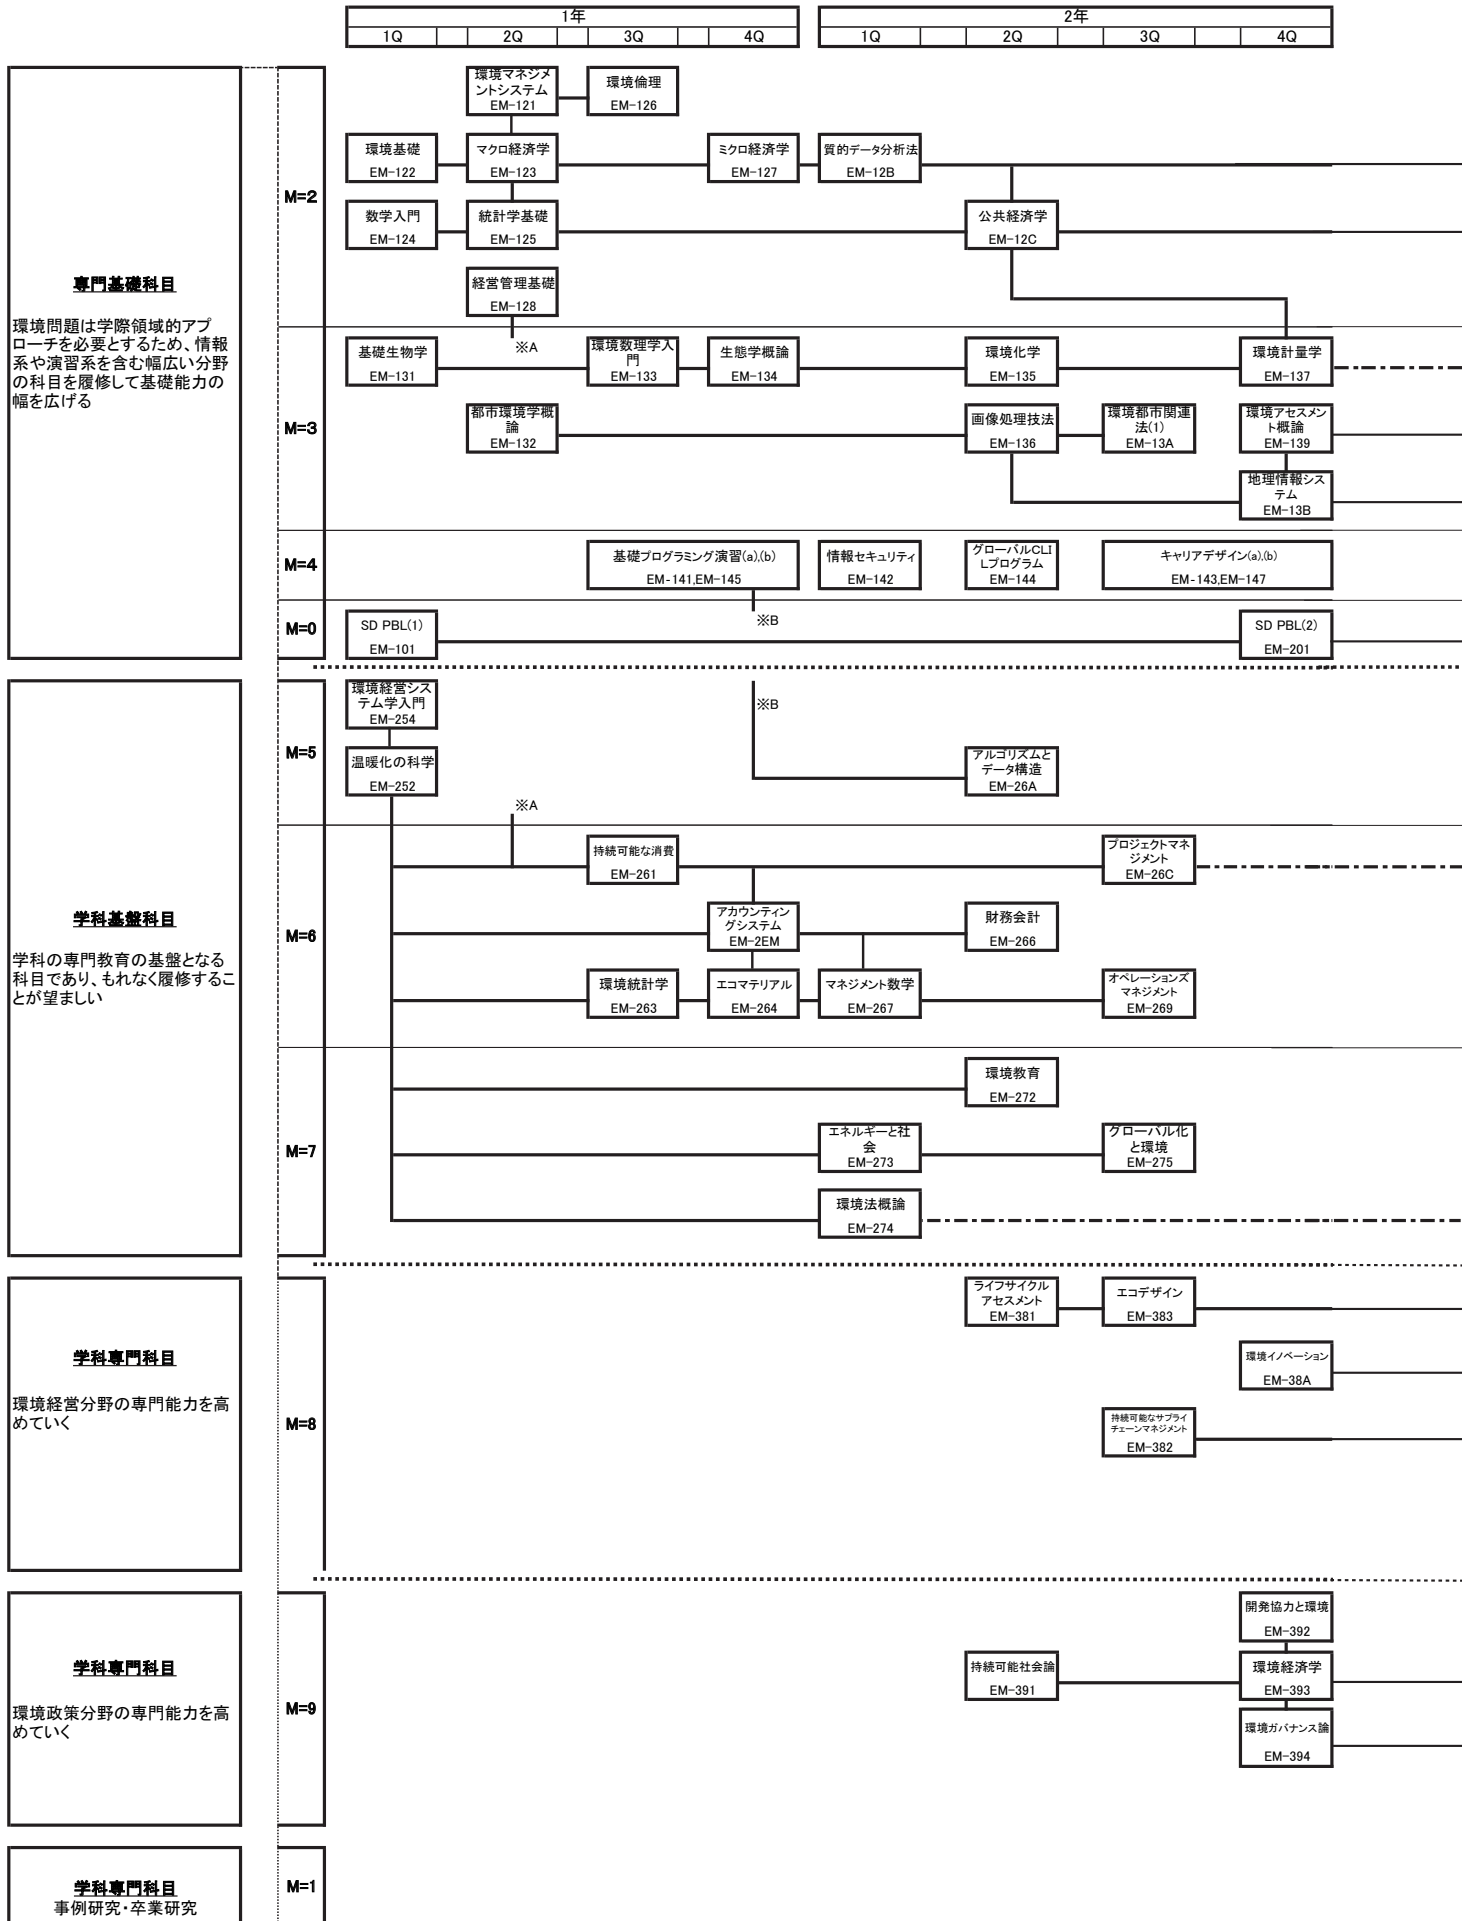 1年
2年
1Q
2Q
3Q
4Q
1Q
2Q
3Q
4Q
専門基礎科目
環境問題は学際領域的アプ
ローチを必要とするため、情報
系や演習系を含む幅広い分野
の科目を履修して基礎能力の
幅を広げる
M=2
環境マネジメ
ントシステム
EM-121
環境倫理
EM-126
環境基礎
EM-122
マクロ経済学
EM-123
ミクロ経済学
EM-127
質的データ分析法
EM-12B
数学入門
EM-124
統計学基礎
EM-125
公共経済学
EM-12C
経営管理基礎
EM-128
※A
M=3
基礎生物学
EM-131
環境数理学入
門
EM-133
生態学概論
EM-134
環境化学
EM-135
環境計量学
EM-137
都市環境学概
論
EM-132
画像処理技法
EM-136
環境都市関連
法(1)
EM-13A
環境アセスメン
ト概論
EM-139
地理情報シス
テム
EM-13B
M=4
基礎プログラミング演習(a),(b)
EM-141,EM-145
情報セキュリティ
EM-142
グローバルCLI
Lプログラム
EM-144
キャリアデザイン(a),(b)
EM-143,EM-147
※B
M=0
SD PBL(1)
EM-101
SD PBL(2)
EM-201
学科基盤科目
学科の専門教育の基盤となる
科目であり、もれなく履修するこ
とが望ましい
M=5
環境経営シス
テム学入門
EM-254
※B
温暖化の科学
EM-252
アルゴリズムと
データ構造
EM-26A
※A
M=6
持続可能な消費
EM-261
プロジェクトマネ
ジメント
EM-26C
アカウンティン
グシステム
EM-2EM
財務会計
EM-266
環境統計学
EM-263
エコマテリアル
EM-264
マネジメント数学
EM-267
オペレーションズ
マネジメント
EM-269
M=7
環境教育
EM-272
エネルギーと社
会
EM-273
グローバル化
と環境
EM-275
環境法概論
EM-274
学科専門科目
環境経営分野の専門能力を高
めていく
M=8
ライフサイクル
アセスメント
EM-381
エコデザイン
EM-383
環境イノベーション
EM-38A
持続可能なサプライ
チェーンマネジメント
EM-382
学科専門科目
環境政策分野の専門能力を高
めていく
M=9
開発協力と環境
EM-392
持続可能社会論
EM-391
環境経済学
EM-393
環境ガバナンス論
EM-394
学科専門科目
事例研究・卒業研究
M=1